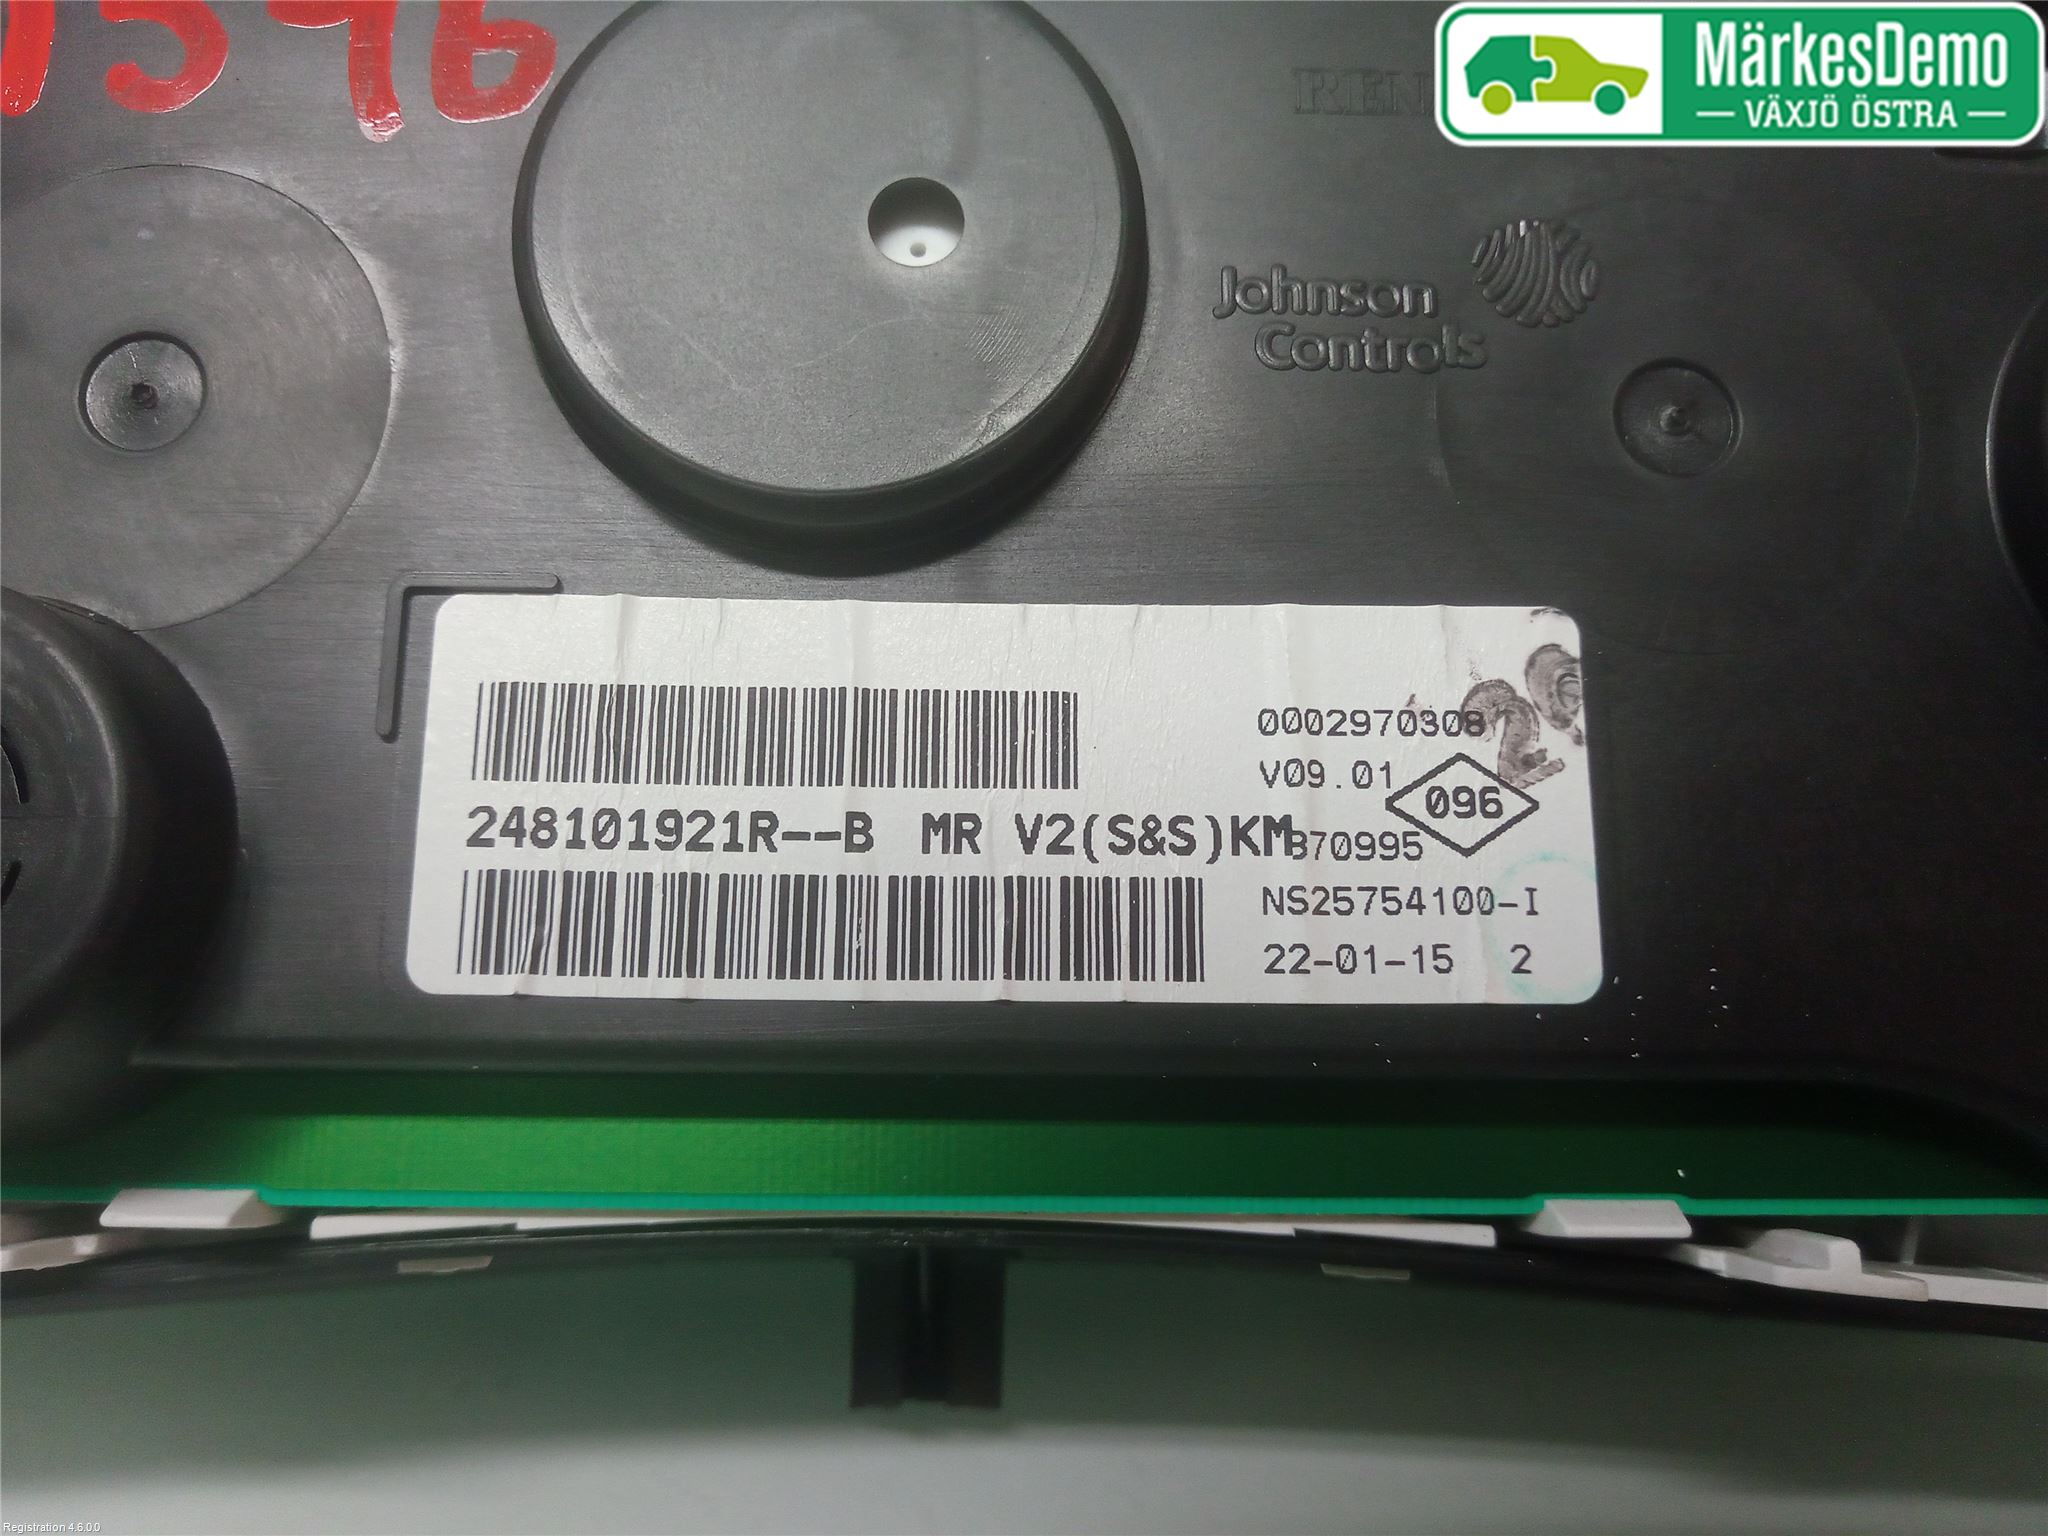 MärkesDemo
VÄXJÖ ÖSTRA
Johnson
Controls
0002970308
V09.01
096
248101921R--B MR V2(S&S)KM
370995
NS25754100-I
22-01-15 2
Registration 4.6.0.0